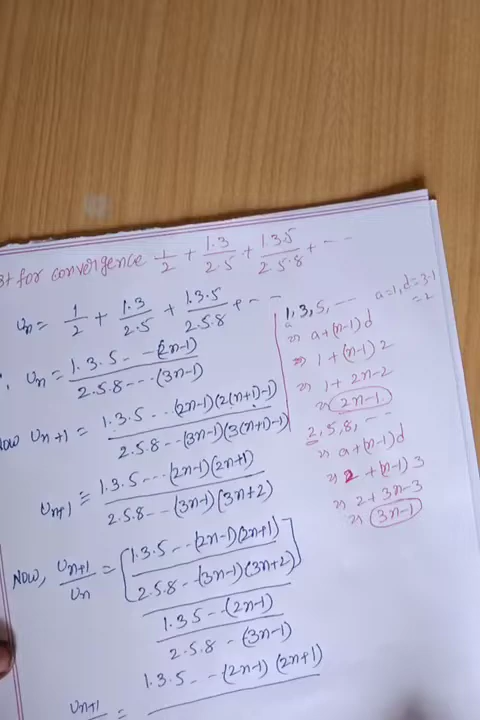 st for convergence 1/2 + 1.3/2.5 + 1.3.5/2.5.8 + - - -
Un = 1/2 + 1.3/2.5 + 1.3.5/2.5.8 + - - -
Un = 1.3.5. - -(2n-1)/2.5.8 - - - (3n-1)
Now Un+1 = 1.3.5. . .(2n-1)(2(n+1)-1)/2.5.8 - - -(3n-1)(3(n+1)-1)
Un+1 = 1.3.5 - - . (2n-1)(2n+1)/2.5.8 - - (3n-1)(3n+2)
Now, Un+1/Un = [1.3.5 - - (2n-1)(2n+1)/2.5.8 - (3n-1)(3n+2)]
1.3.5 - -(2n-1)/2.5.8 - (3n-1)
Un+1 = 1.3.5 - - (2n-1) (2n+1)
1, 3, 5, - - - a=1, d=3-1
=2
a
⇒ a+(n-1)d
⇒ 1+(n-1)2
⇒ 1+2n-2
⇒ 2n-1.
2, 5, 8, - -
⇒ a+(n-1)d
⇒ 2+(n-1)3
⇒ 2+3n-3
⇒ 3n-1